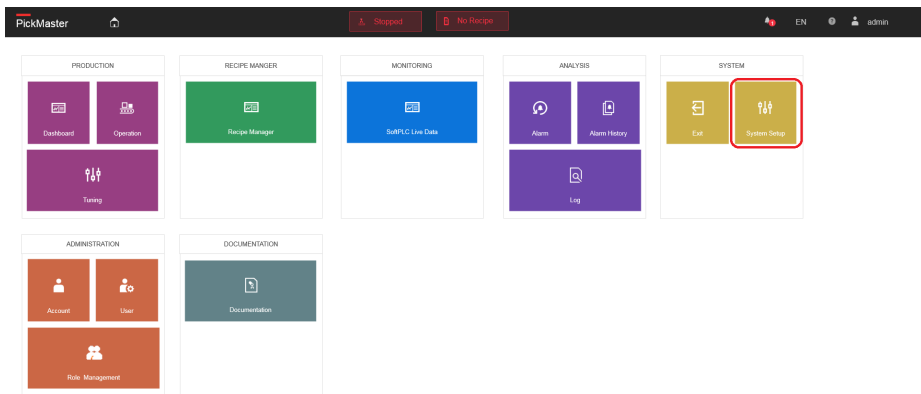 PickMaster Stopped No Recipe 1 EN admin
PRODUCTION
Dashboard Operation
Tuning
RECIPE MANGER
Recipe Manager
MONITORING
SoftPLC Live Data
ANALYSIS
Alarm Alarm History
Log
SYSTEM
Exit System Setup
ADMINISTRATION
Account User
Role Management
DOCUMENTATION
Documentation